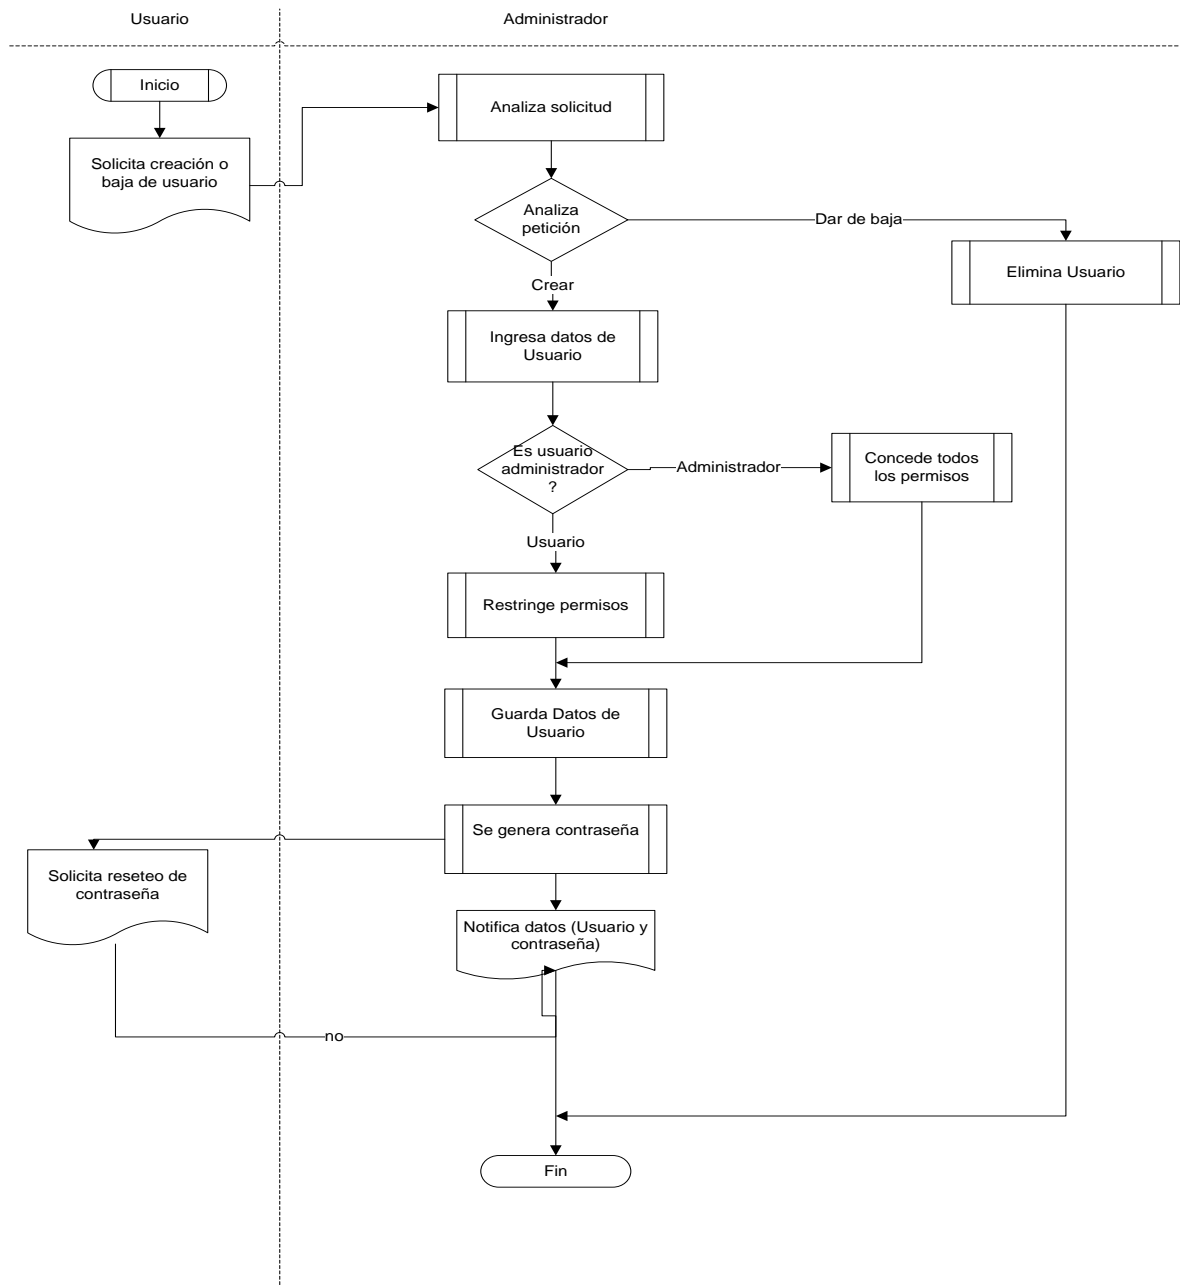 Usuario
Administrador
Inicio
Analiza solicitud
Solicita creación o
baja de usuario
Analiza
petición
Dar de baja
Elimina Usuario
Crear
Ingresa datos de
Usuario
Es usuario
administrador
?
Administrador
Concede todos
los permisos
Usuario
Restringe permisos
Guarda Datos de
Usuario
Se genera contraseña
Solicita reseteo de
contraseña
Notifica datos (Usuario y
contraseña)
no
Fin